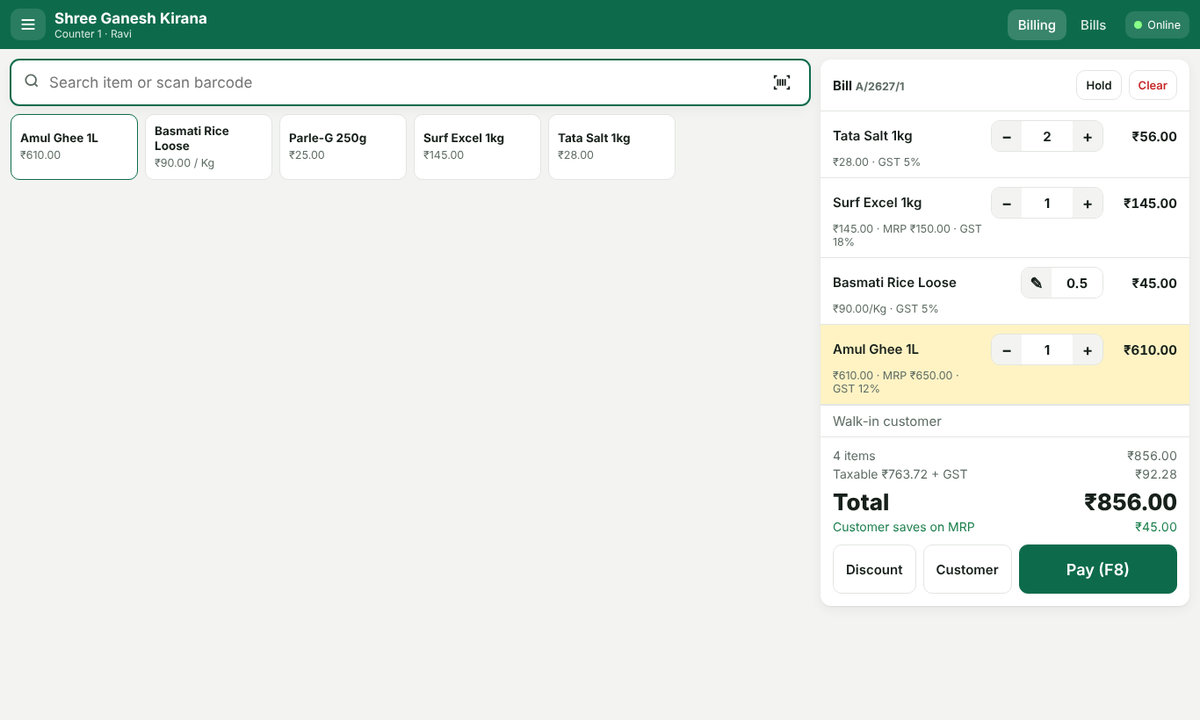 Shree Ganesh Kirana
Counter 1 · Ravi
Billing
Bills
Online
Search item or scan barcode
Amul Ghee 1L
₹610.00
Basmati Rice
Loose
₹90.00 / Kg
Parle-G 250g
₹25.00
Surf Excel 1kg
₹145.00
Tata Salt 1kg
₹28.00
Bill A/2627/1
Hold
Clear
Tata Salt 1kg
− 2 +
₹56.00
₹28.00 · GST 5%
Surf Excel 1kg
− 1 +
₹145.00
₹145.00 · MRP ₹150.00 · GST
18%
Basmati Rice Loose
✎ 0.5
₹45.00
₹90.00/Kg · GST 5%
Amul Ghee 1L
− 1 +
₹610.00
₹610.00 · MRP ₹650.00 ·
GST 12%
Walk-in customer
4 items ₹856.00
Taxable ₹763.72 + GST ₹92.28
Total ₹856.00
Customer saves on MRP ₹45.00
Discount
Customer
Pay (F8)